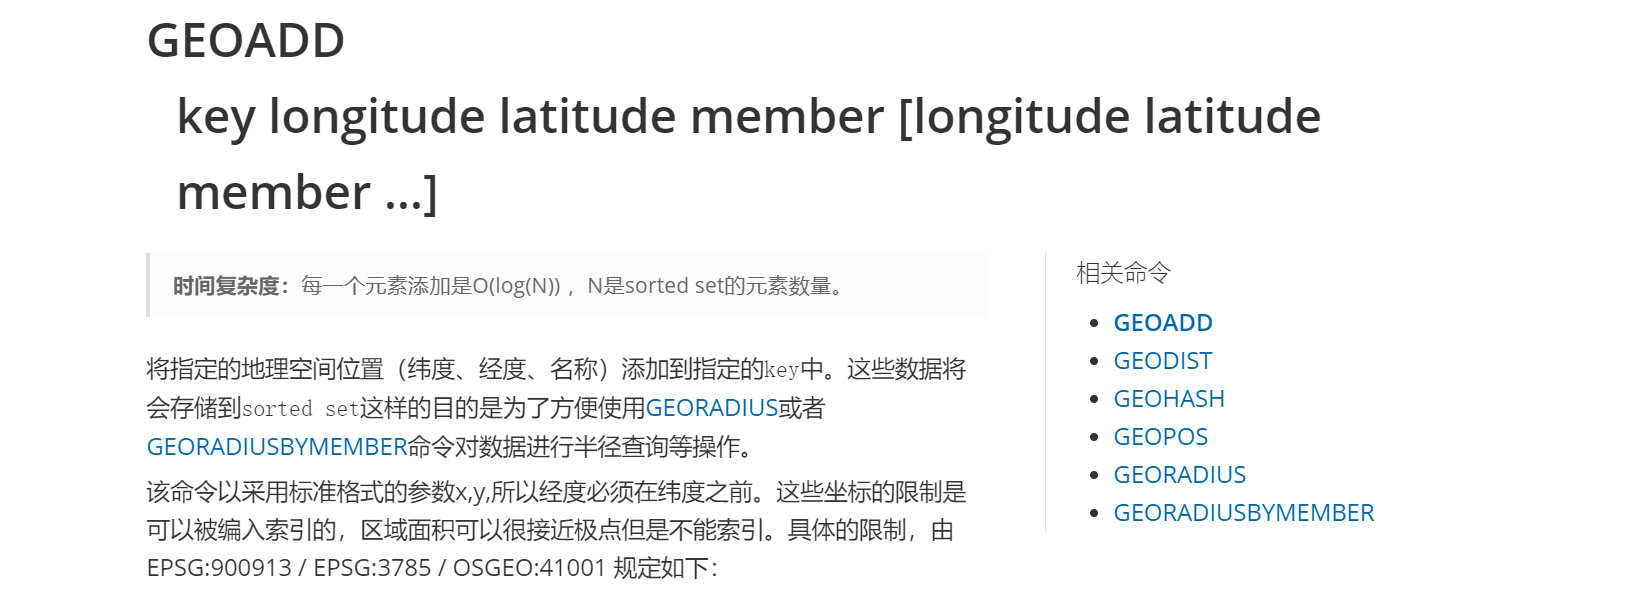 GEOADD
key longitude latitude member [longitude latitude
member ...]
时间复杂度：每一个元素添加是O(log(N)) ，N是sorted set的元素数量。
将指定的地理空间位置（纬度、经度、名称）添加到指定的key中。这些数据将
会存储到sorted set这样的目的是为了方便使用GEORADIUS或者
GEORADIUSBYMEMBER命令对数据进行半径查询等操作。
该命令以采用标准格式的参数x,y,所以经度必须在纬度之前。这些坐标的限制是
可以被编入索引的，区域面积可以很接近极点但是不能索引。具体的限制，由
EPSG:900913 / EPSG:3785 / OSGEO:41001 规定如下：
相关命令
GEOADD
GEODIST
GEOHASH
GEOPOS
GEORADIUS
GEORADIUSBYMEMBER